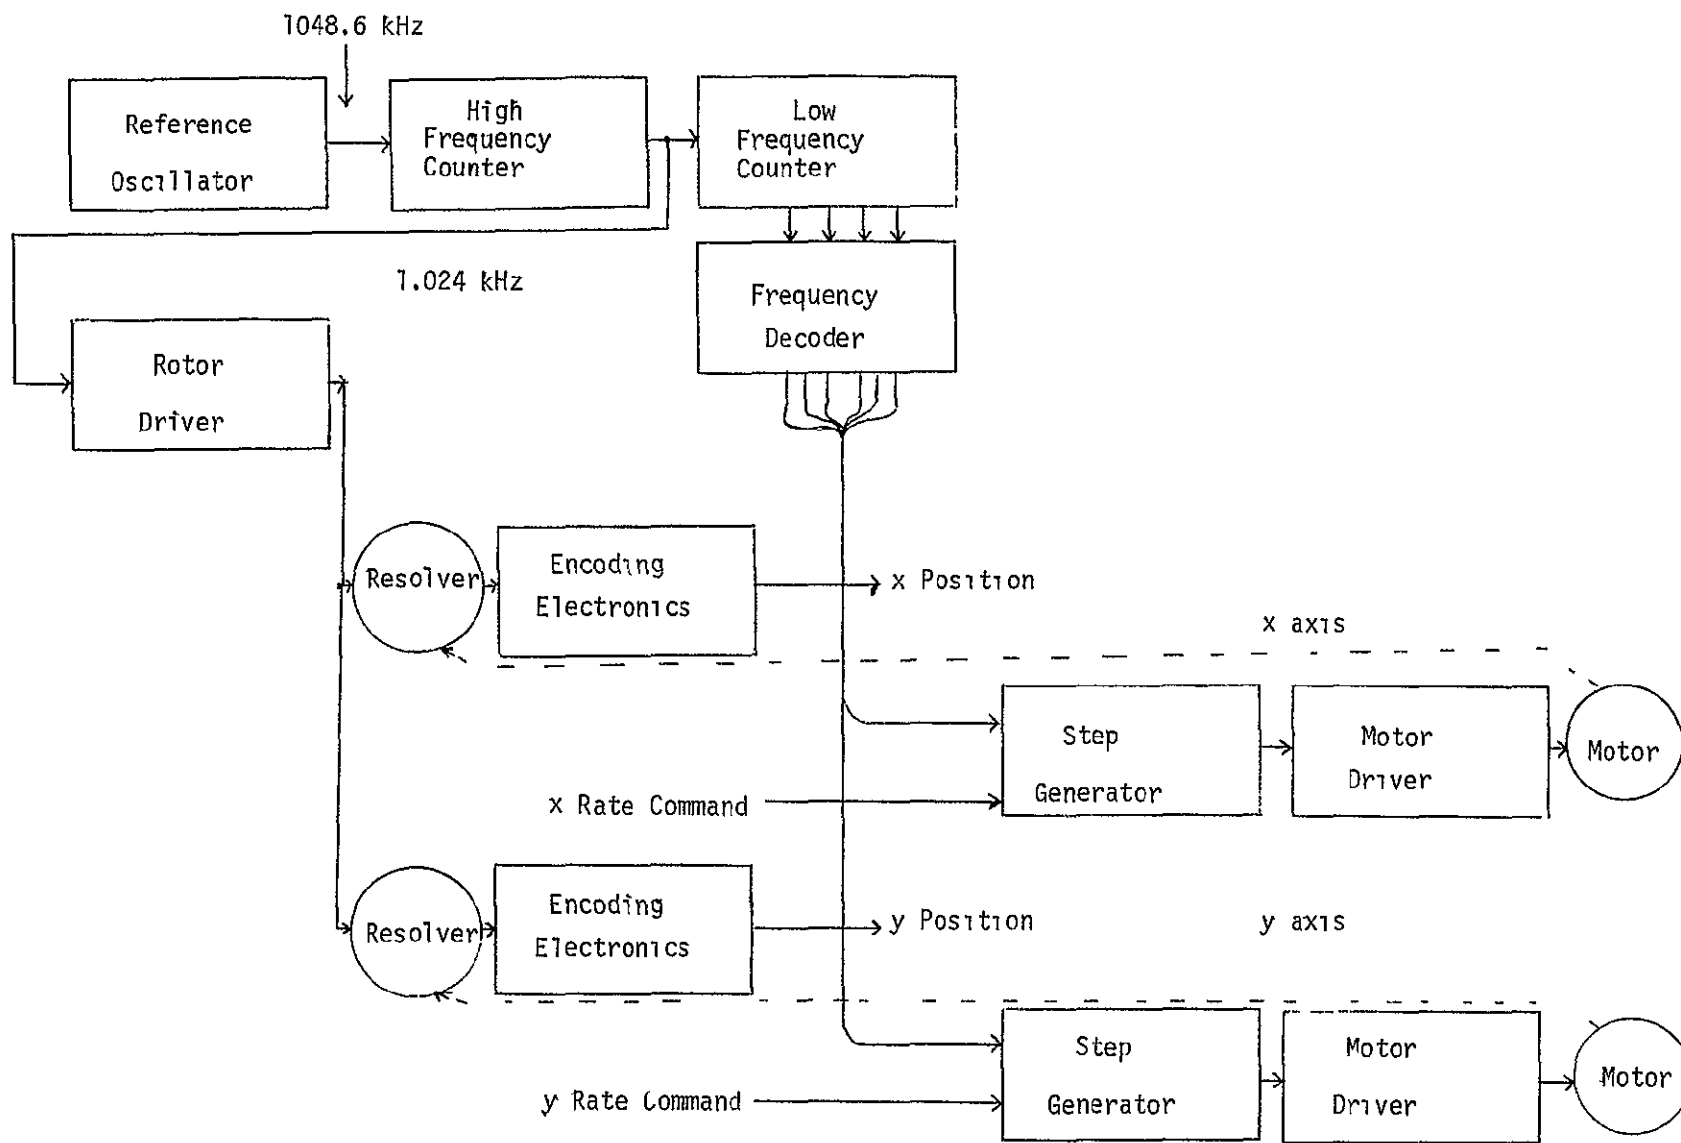 1048.6 kHz
Reference
Oscillator
High
Frequency
Counter
Low
Frequency
Counter
1.024 kHz
Frequency
Decoder
Rotor
Driver
Resolver
Encoding
Electronics
x Position
x axis
Step
Generator
Motor
Driver
Motor
x Rate Command
Resolver
Encoding
Electronics
y Position
y axis
Step
Generator
Motor
Driver
Motor
y Rate Command